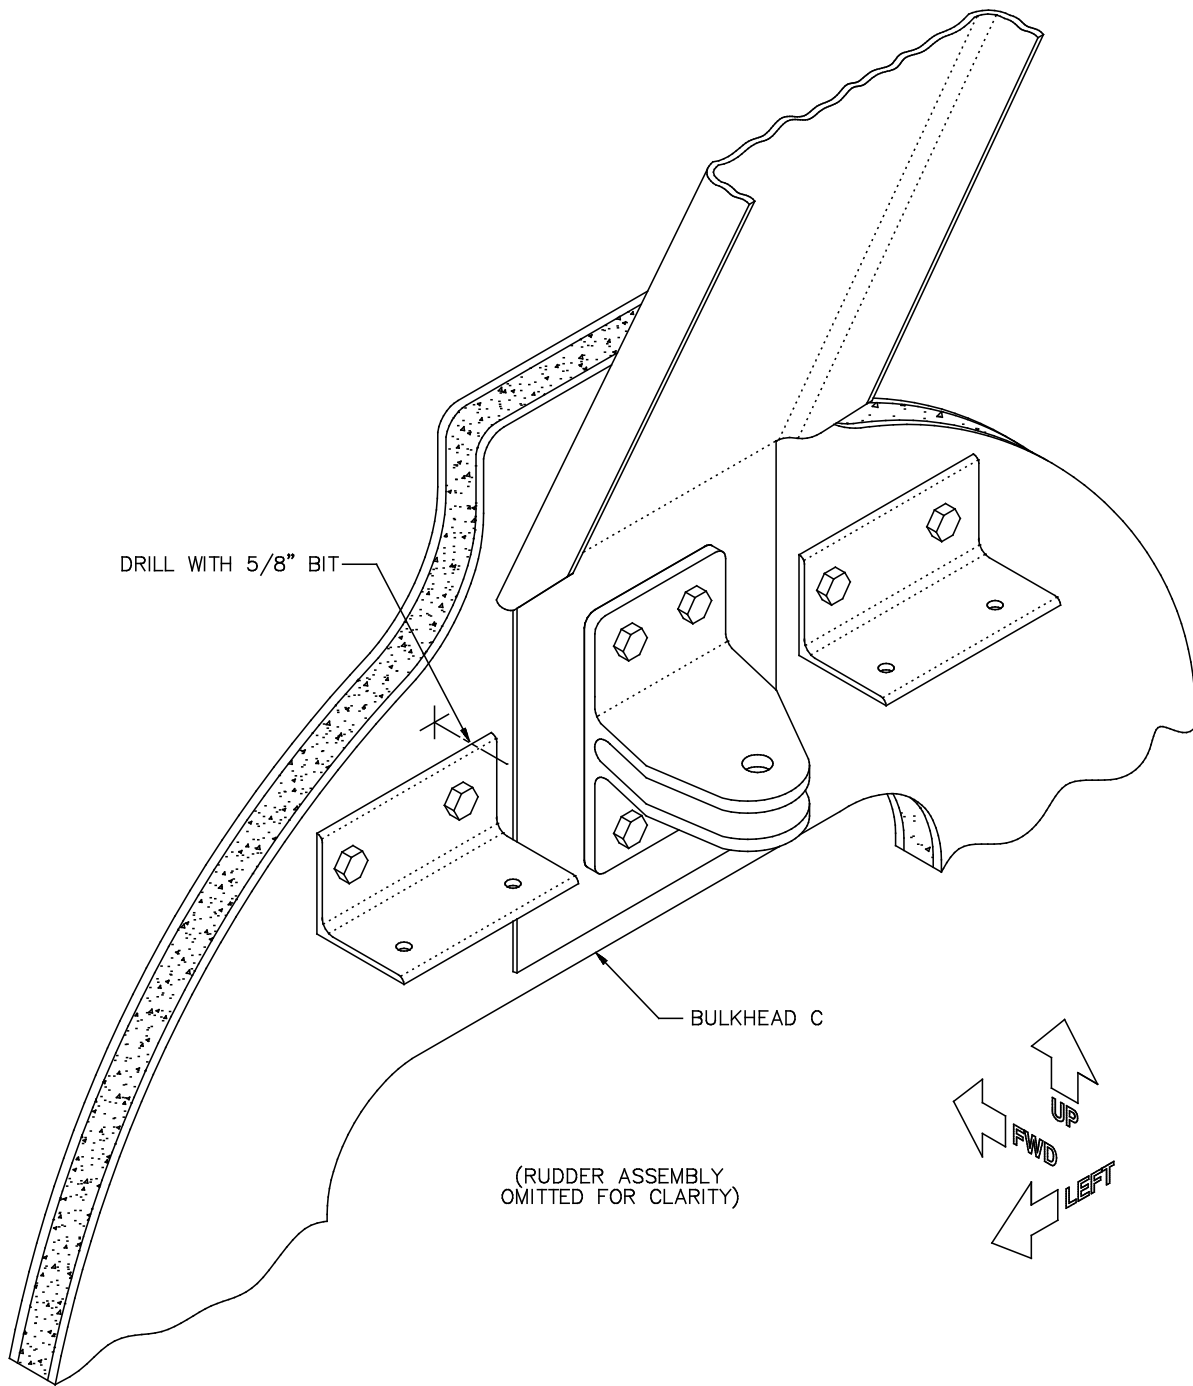 DRILL WITH 5/8" BIT
BULKHEAD C
(RUDDER ASSEMBLY
OMITTED FOR CLARITY)
UP
FWD
LEFT